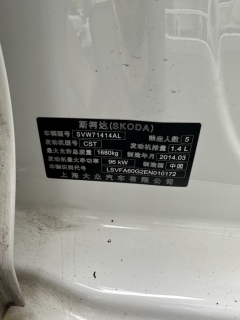 斯柯达(SKODA)
车辆型号 SVW71414AL 乘坐人数 5
发动机型号 CST 发动机排量 1.4 L
最大允许总质量 1680kg 制造年月 2014.03
发动机最大净功率 96 kW 制造国 中国
车辆识别代号 LSVFA60G2EN010172
上海大众汽车有限公司